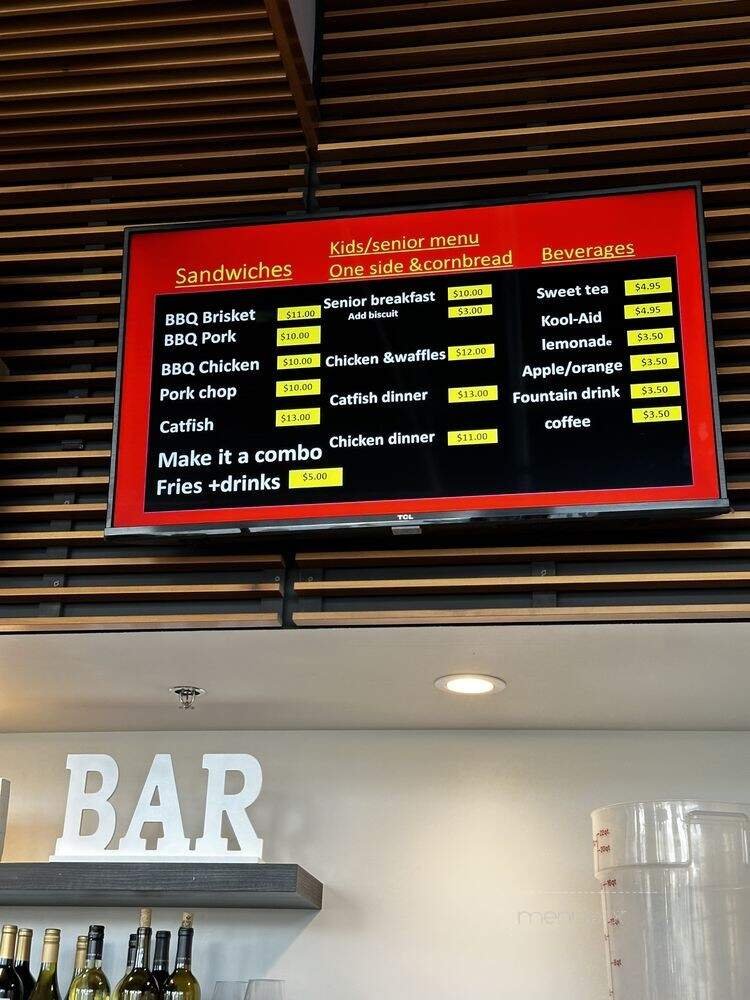 Sandwiches
BBQ Brisket $11.00
BBQ Pork $10.00
BBQ Chicken $10.00
Pork chop $10.00
Catfish $13.00
Make it a combo
Fries +drinks $5.00
Kids/senior menu
One side &cornbread
Senior breakfast $10.00
Add biscuit $3.00
Chicken &waffles $12.00
Catfish dinner $13.00
Chicken dinner $11.00
Beverages
Sweet tea $4.95
Kool-Aid $4.95
lemonade $3.50
Apple/orange $3.50
Fountain drink $3.50
coffee $3.50
TCL
BAR